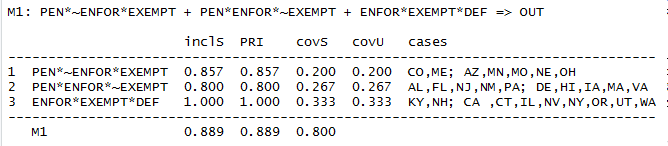 M1: PEN*~ENFOR*EXEMPT + PEN*ENFOR*~EXEMPT + ENFOR*EXEMPT*DEF => OUT
inclS PRI covS covU cases
1 PEN*~ENFOR*EXEMPT 0.857 0.857 0.200 0.200 CO,ME; AZ,MN,MO,NE,OH
2 PEN*ENFOR*~EXEMPT 0.800 0.800 0.267 0.267 AL,FL,NJ,NM,PA; DE,HI,IA,MA,VA
3 ENFOR*EXEMPT*DEF 1.000 1.000 0.333 0.333 KY,NH; CA ,CT,IL,NV,NY,OR,UT,WA
M1 0.889 0.889 0.800